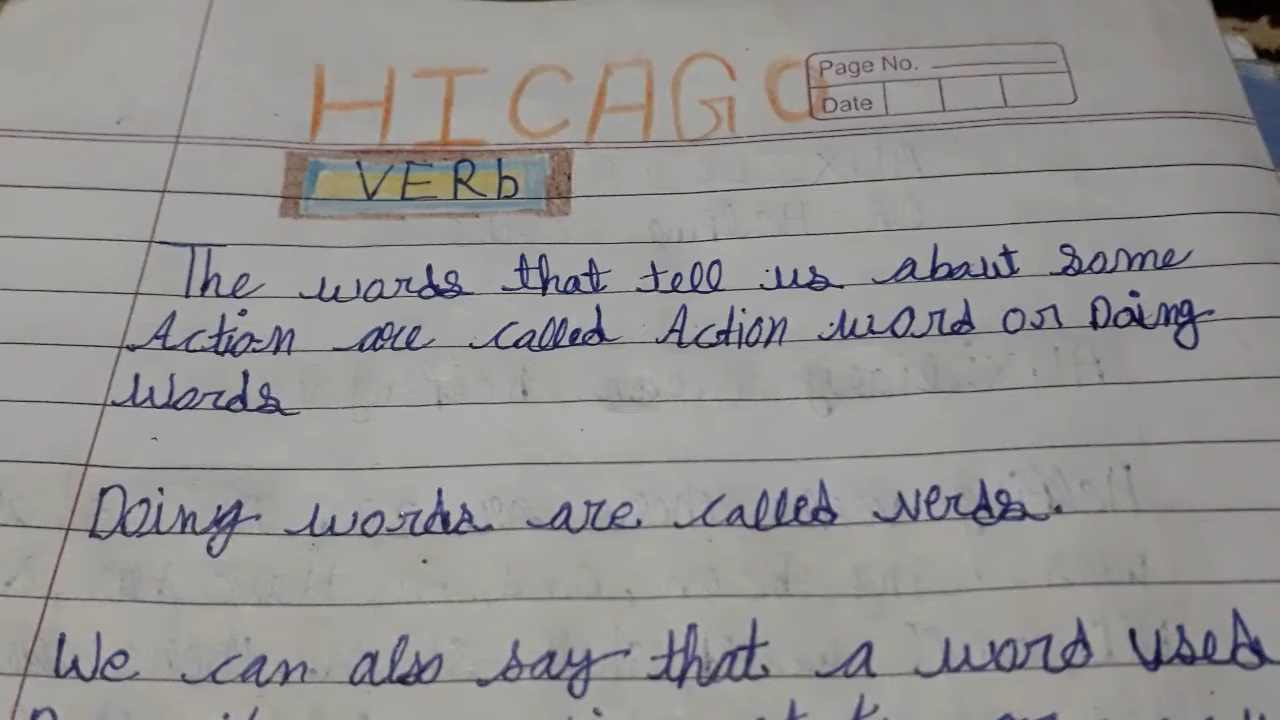 HICAGO
Page No.
Date
VERb
The words that tell us about some
Action are called Action word or Doing
Words
Doing words are called verds.
We can also say that a word used